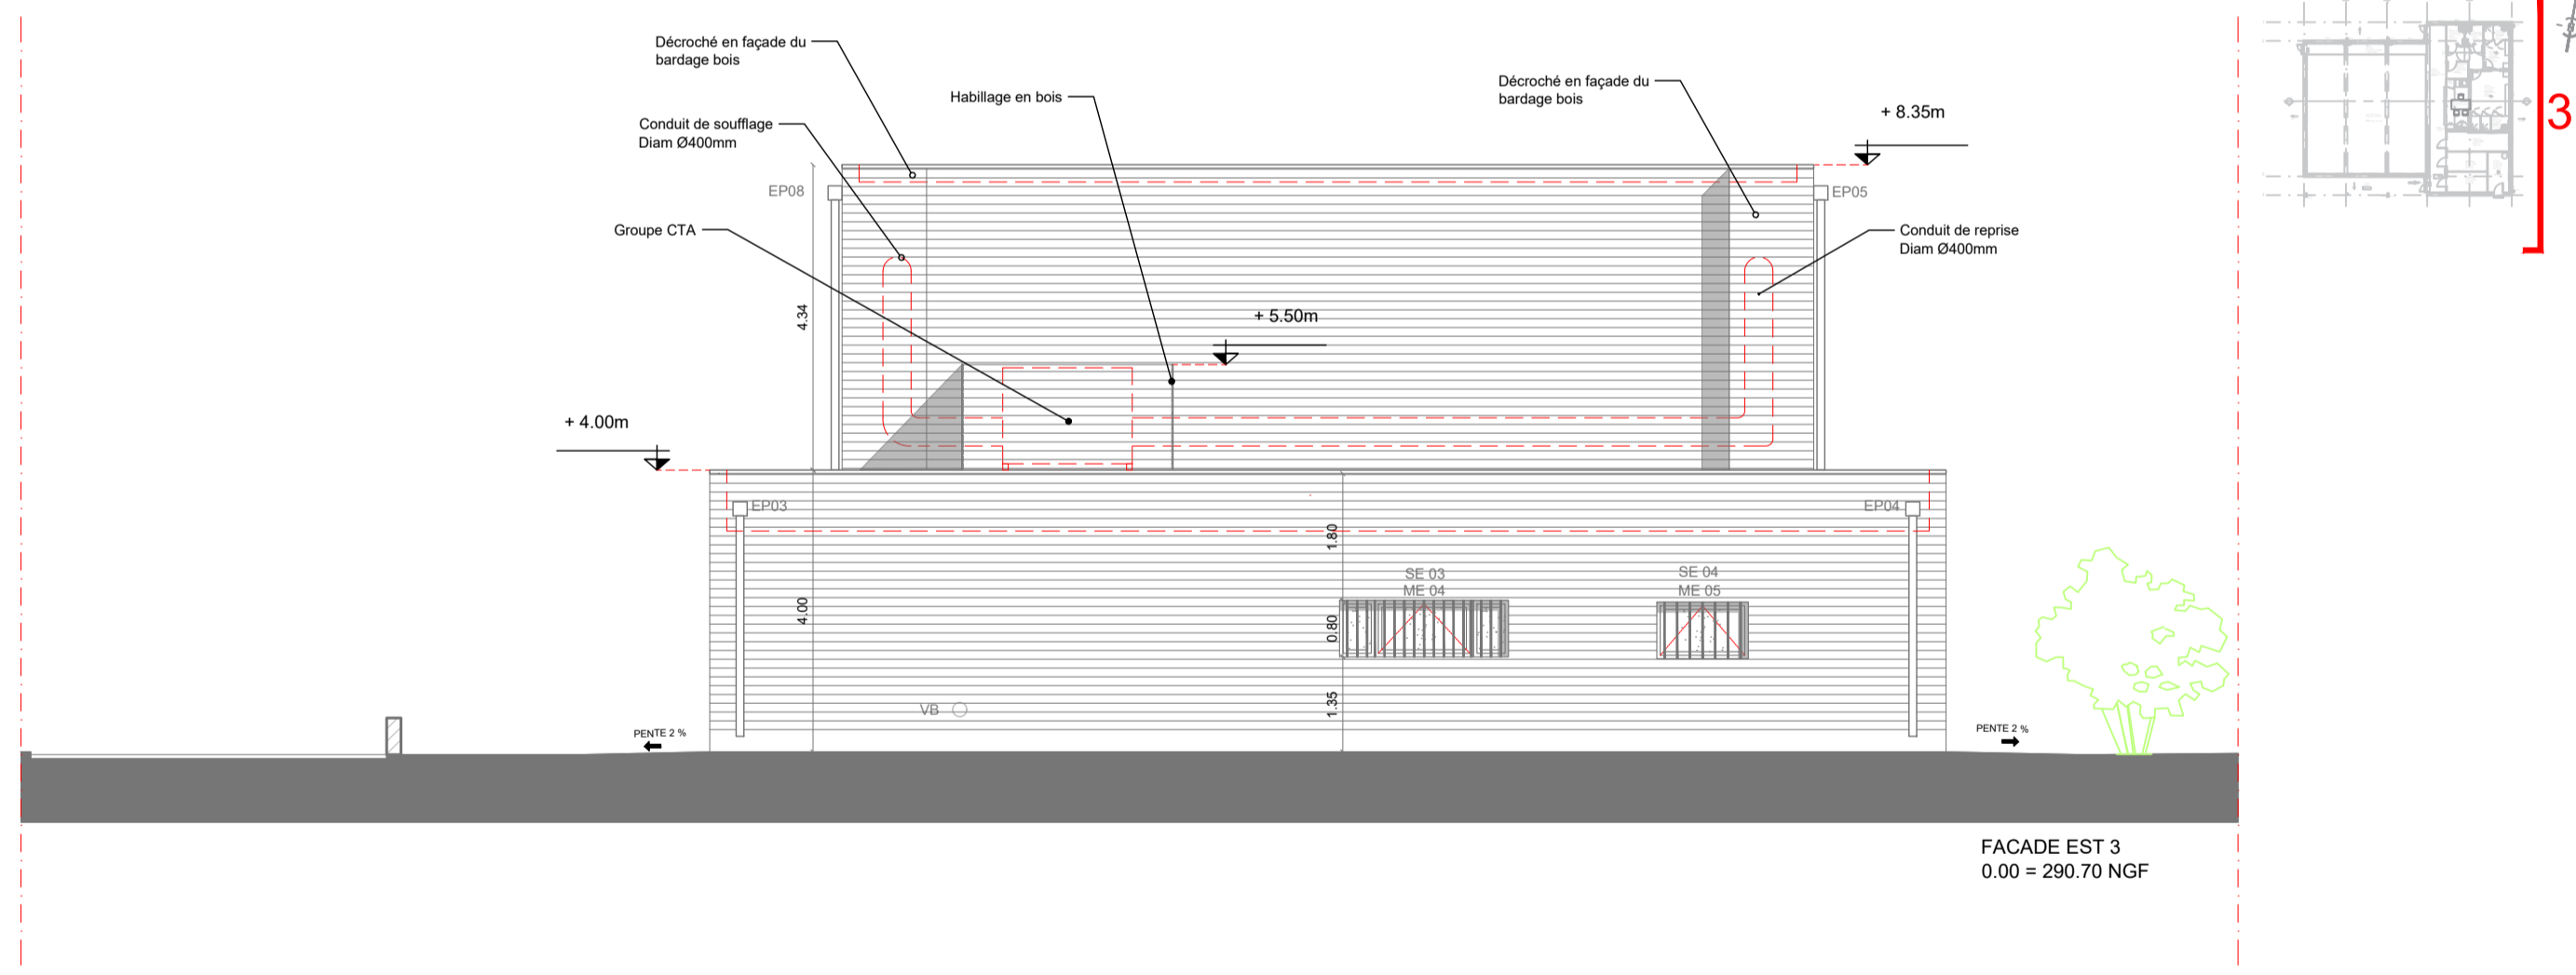 Décroché en façade du
bardage bois
Habillage en bois
Décroché en façade du
bardage bois
+ 8.35m
3
Conduit de soufflage
Diam Ø400mm
EP08
EP05
Groupe CTA
Conduit de reprise
Diam Ø400mm
4.34
+ 5.50m
+ 4.00m
EP03
EP04
1.80
SE 03
ME 04
SE 04
ME 05
4.00
0.80
1.35
VB
PENTE 2 %
PENTE 2 %
FACADE EST 3
0.00 = 290.70 NGF